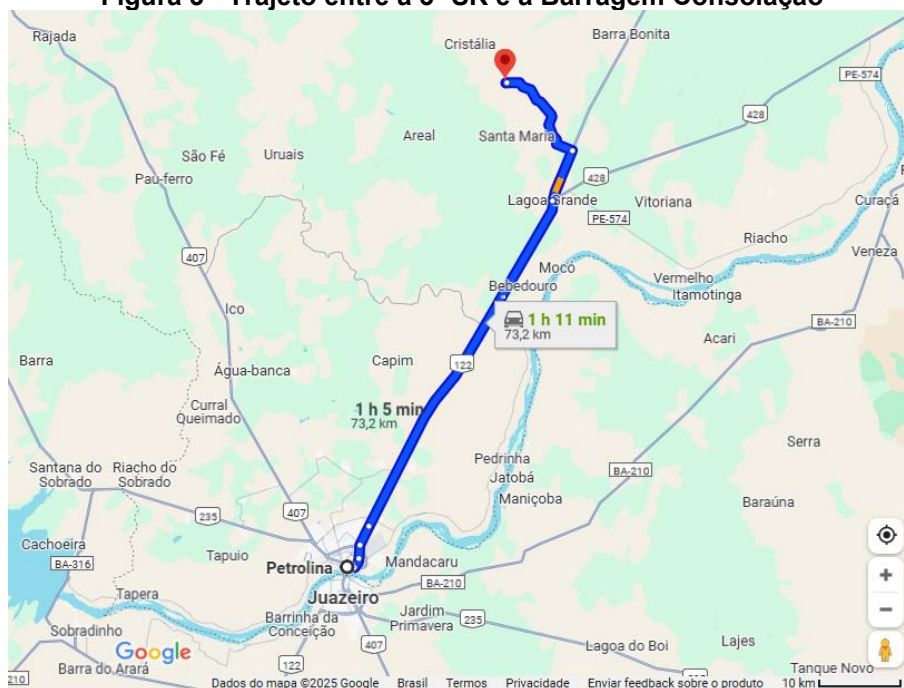 Figura 6 - Trajeto entre a 3ª SR e a Barragem Consolação
Rajada
Cristália
Barra Bonita
PE-574
428
Santa Maria
Areal
São Fé
Uruais
Pau-ferro
428
Lagoa Grande
Vitoriana
Curaçá
PE-574
Riacho
407
Veneza
Mocó
Vermelho
Bebedouro
Itamotinga
Ico
1 h 11 min
73,2 km
BA-210
Acari
Barra
Capim
122
Água-banca
1 h 5 min
73,2 km
Curral
Queimado
Serra
Pedrinha
Santana do
Sobrado
Riacho do
Sobrado
Jatobá
BA-210
Maniçoba
Baraúna
235
407
Cachoeira
Tapuio
BA-316
Petrolina
Mandacaru
BA-210
Tapera
Juazeiro
Barrinha da
Conceição
Jardim
Primavera
235
Sobradinho
407
Lagoa do Boi
Lajes
Google
122
210
Barra do Arará
Tanque Novo
Dados do mapa ©2025 Google Brasil Termos Privacidade Enviar feedback sobre o produto 10 km